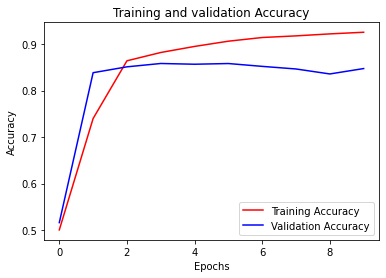 Training and validation Accuracy
Accuracy
0.9
0.8
0.7
0.6
0.5
Training Accuracy
Validation Accuracy
0 2 4 6 8
Epochs